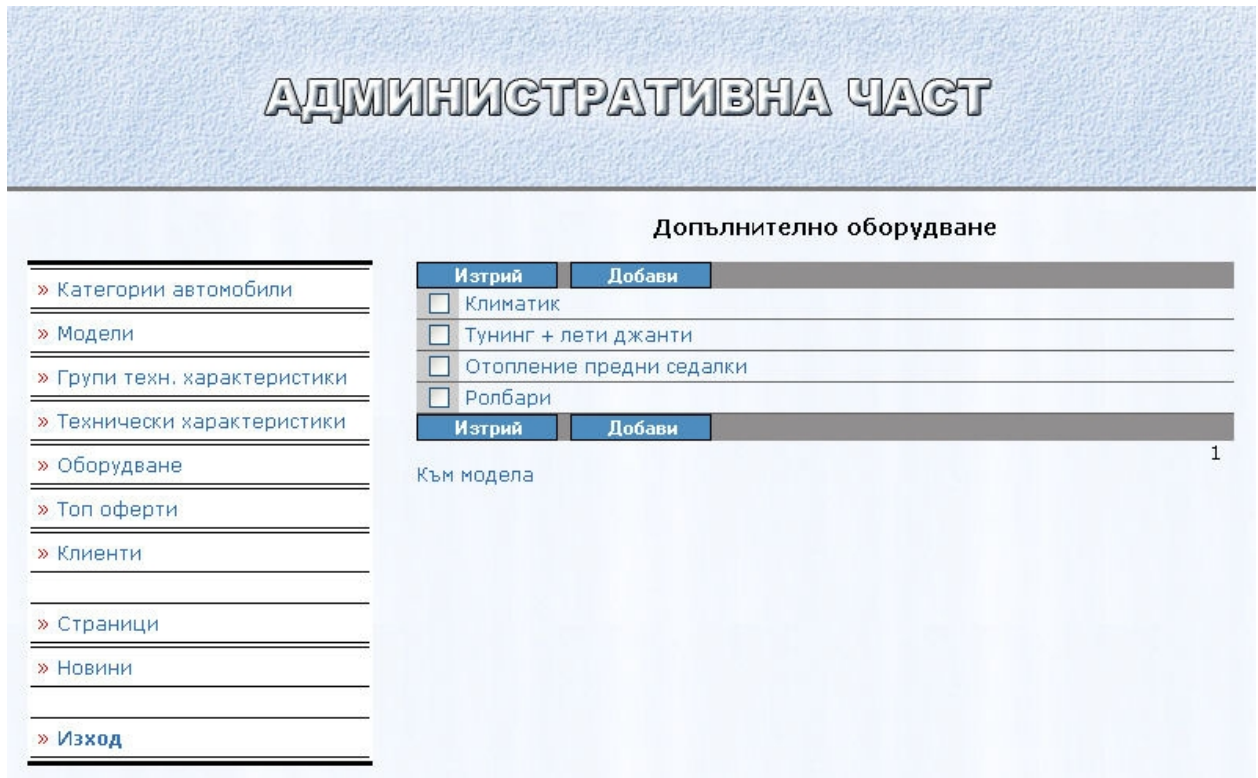 АДМИНИСТРАТИВНА ЧАСТ
Допълнително оборудване
» Категории автомобили
» Модели
» Групи техн. характеристики
» Технически характеристики
» Оборудване
» Топ оферти
» Клиенти
» Страници
» Новини
» Изход
Изтрий Добави
Климатик
Тунинг + лети джанти
Отопление предни седалки
Ролбари
Изтрий Добави
1
Към модела